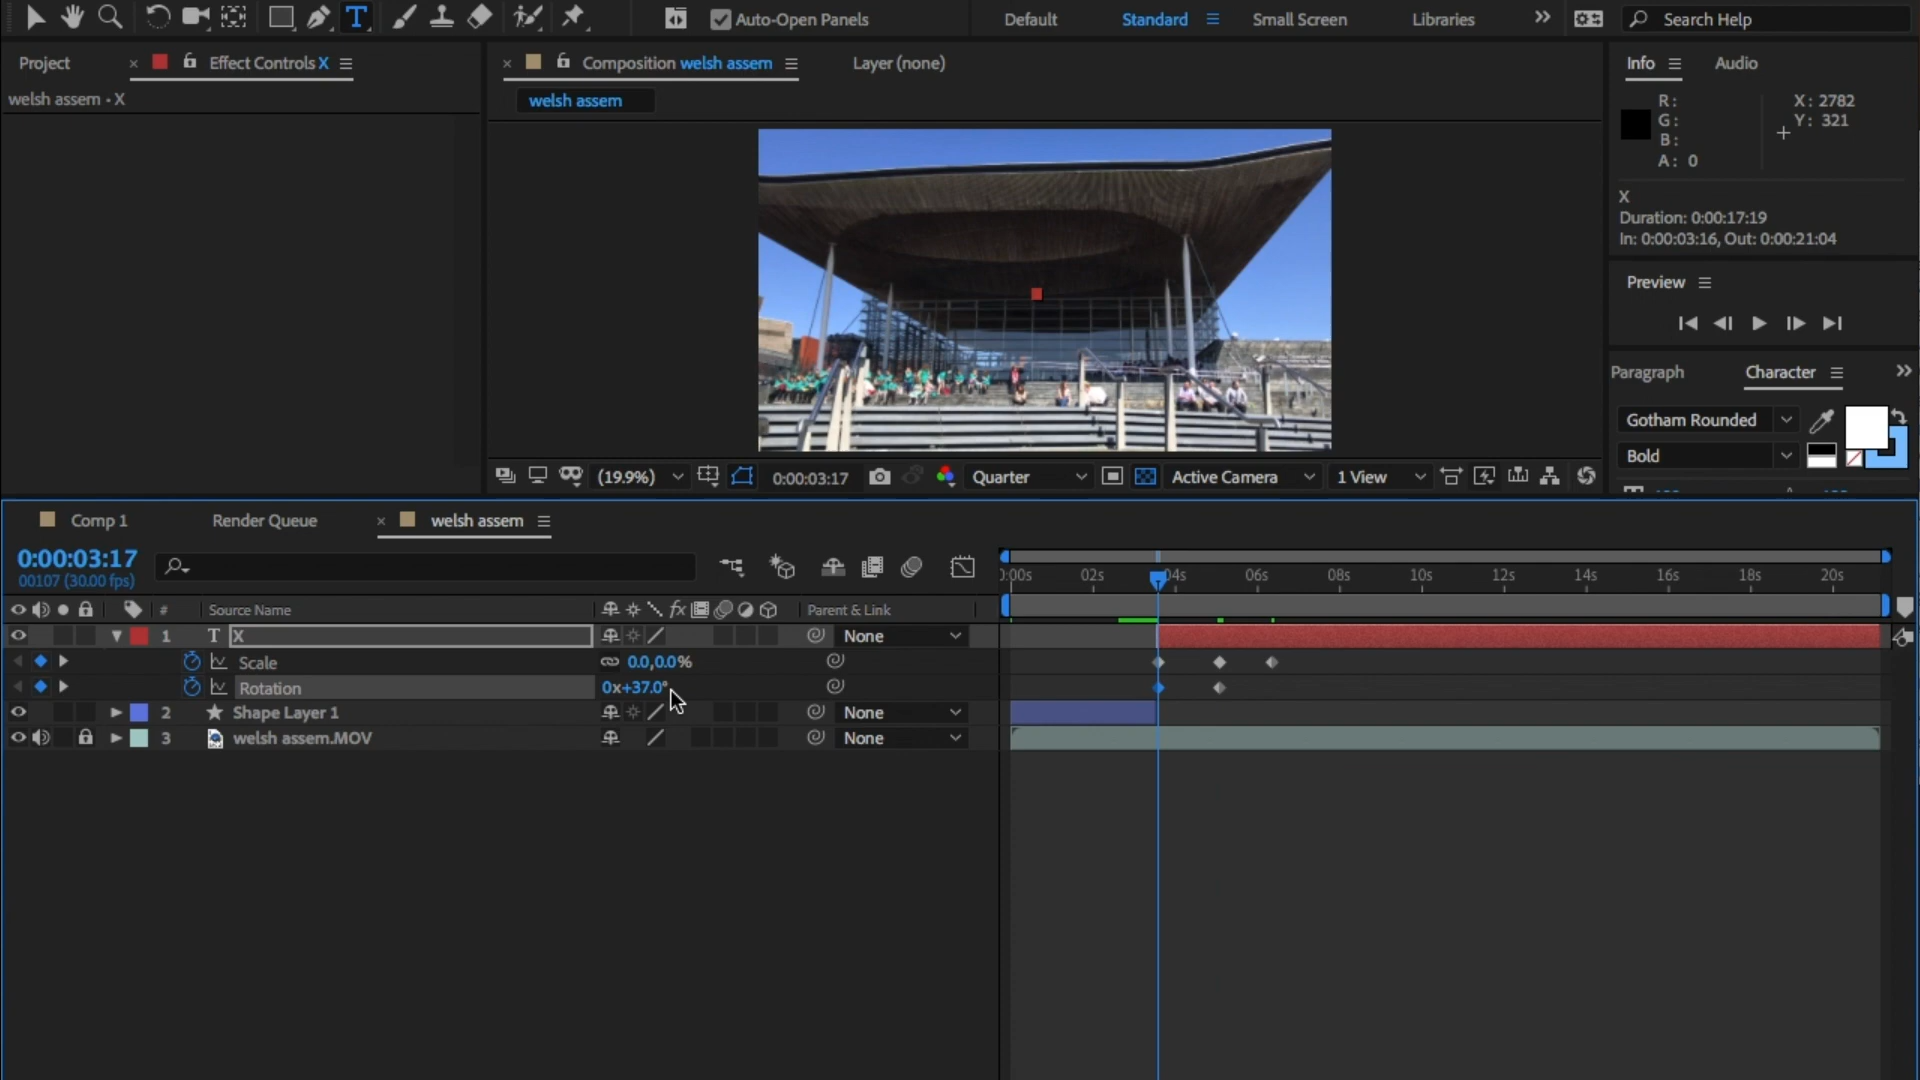 Auto-Open Panels
Default
Standard
Small Screen
Libraries
Search Help
Project
Effect Controls X
Composition welsh assem
Layer (none)
Info
Audio
welsh assem • X
welsh assem
R:
G:
B:
A: 0
X: 2782
Y: 321
X
Duration: 0:00:17:19
In: 0:00:03:16, Out: 0:00:21:04
Preview
Paragraph
Character
Gotham Rounded
Bold
(19.9%)
0:00:03:17
Quarter
Active Camera
1 View
Comp 1
Render Queue
welsh assem
0:00:03:17
00107 (30.00 fps)
):00s 02s 04s 06s 08s 10s 12s 14s 16s 18s 20s
# Source Name
fx
Parent & Link
1 T X None
Scale 0.0,0.0%
Rotation 0x+37.0°
2 Shape Layer 1 None
3 welsh assem.MOV None